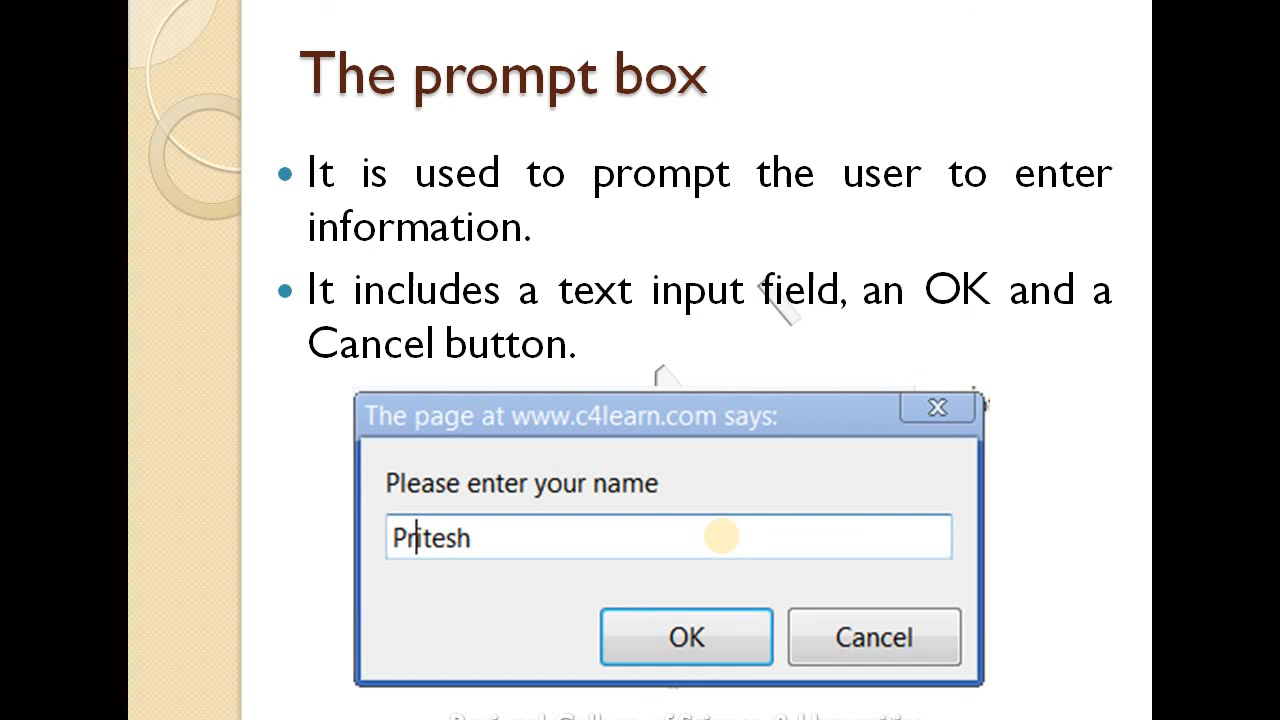 The prompt box
It is used to prompt the user to enter
information.
It includes a text input field, an OK and a
Cancel button.
The page at www.c4learn.com says:
Please enter your name
Pritesh
OK Cancel